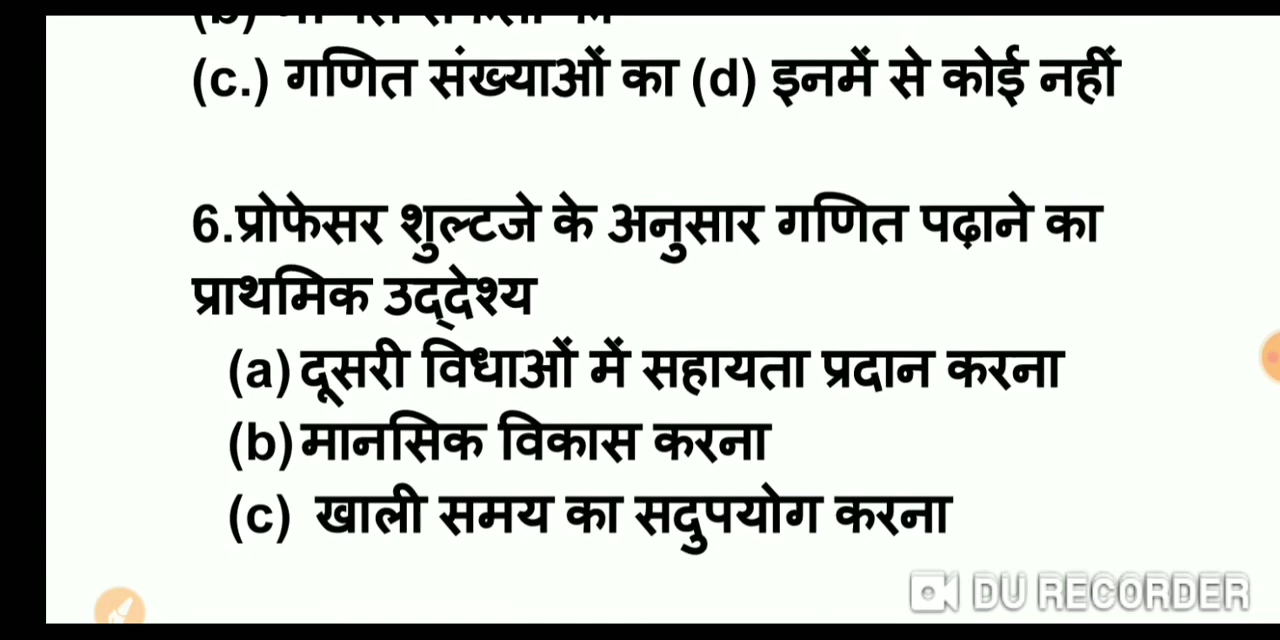 (c.) गणित संख्याओं का (d) इनमें से कोई नहीं
6.प्रोफेसर शुल्टजे के अनुसार गणित पढ़ाने का
प्राथमिक उद्देश्य
(a) दूसरी विधाओं में सहायता प्रदान करना
(b) मानसिक विकास करना
(c) खाली समय का सदुपयोग करना
DU RECORDER